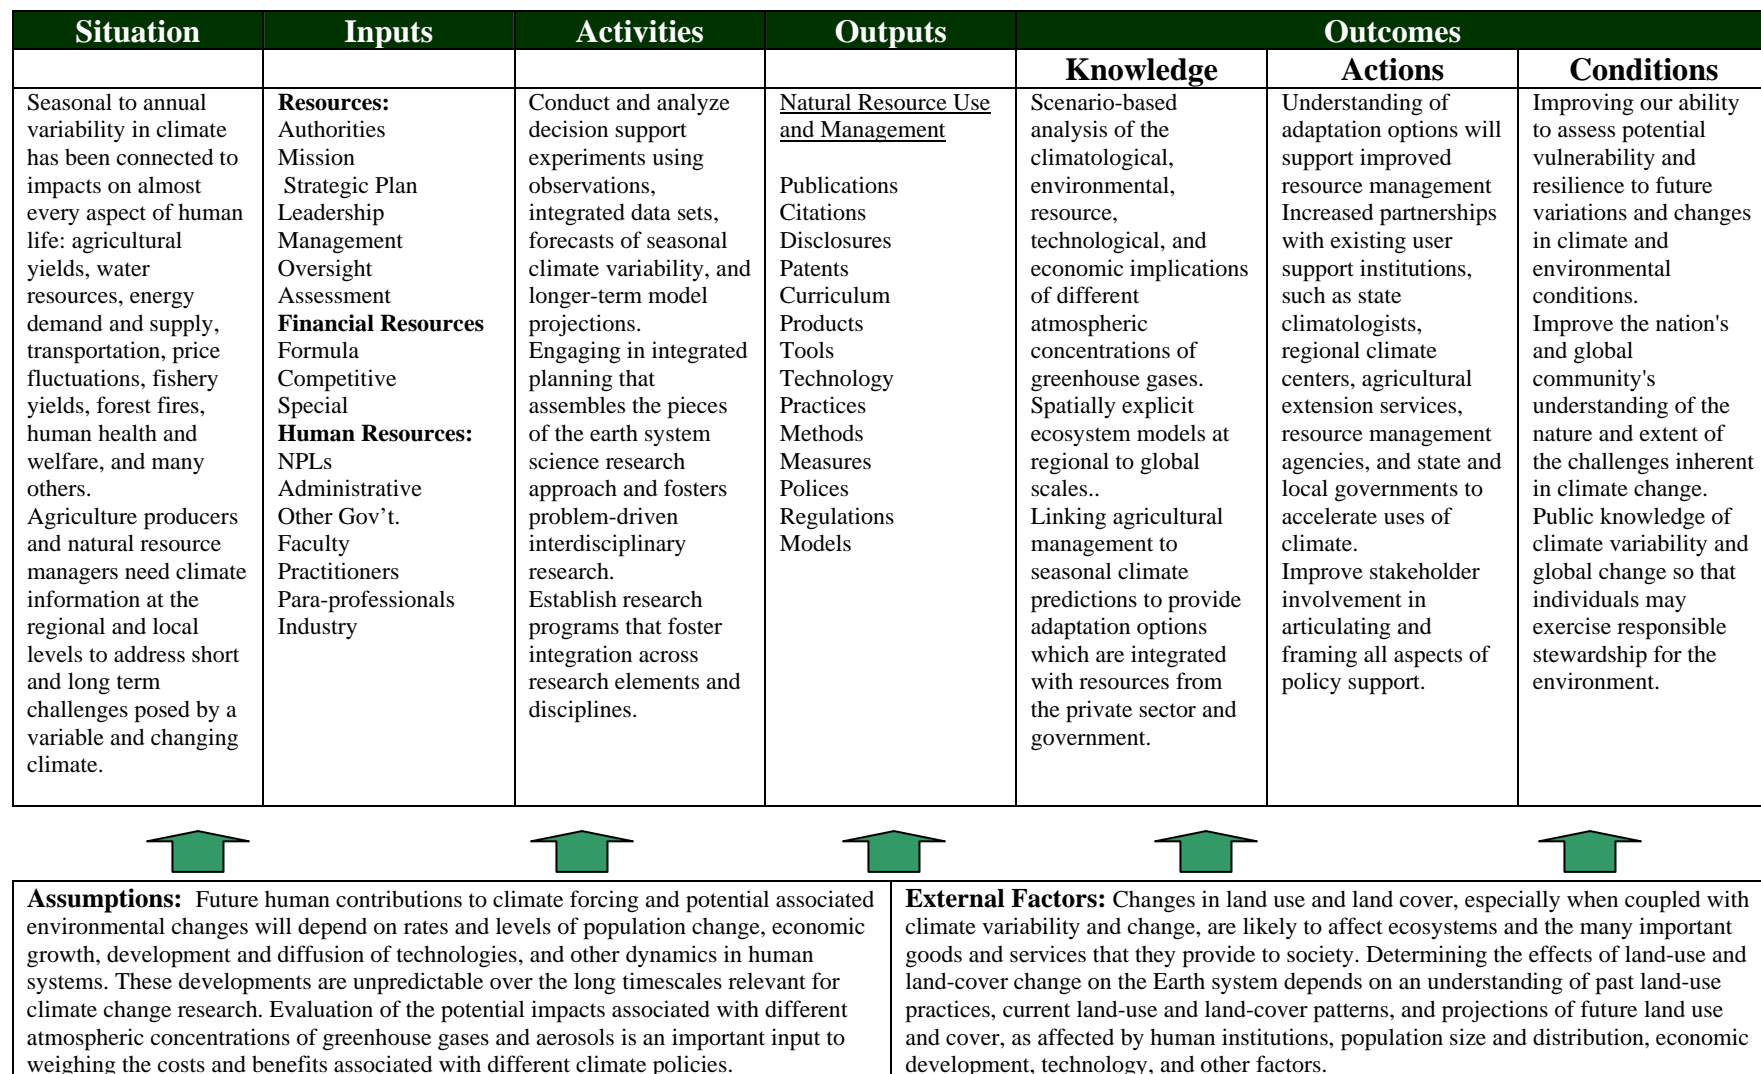 Situation
Inputs
Activities
Outputs
Outcomes
Knowledge
Actions
Conditions
Seasonal to annual
variability in climate
has been connected to
impacts on almost
every aspect of human
life: agricultural
yields, water
resources, energy
demand and supply,
transportation, price
fluctuations, fishery
yields, forest fires,
human health and
welfare, and many
others.
Agriculture producers
and natural resource
managers need climate
information at the
regional and local
levels to address short
and long term
challenges posed by a
variable and changing
climate.
Resources:
Authorities
Mission
Strategic Plan
Leadership
Management
Oversight
Assessment
Financial Resources
Formula
Competitive
Special
Human Resources:
NPLs
Administrative
Other Gov’t.
Faculty
Practitioners
Para-professionals
Industry
Conduct and analyze
decision support
experiments using
observations,
integrated data sets,
forecasts of seasonal
climate variability, and
longer-term model
projections.
Engaging in integrated
planning that
assembles the pieces
of the earth system
science research
approach and fosters
problem-driven
interdisciplinary
research.
Establish research
programs that foster
integration across
research elements and
disciplines.
Natural Resource Use
and Management
Publications
Citations
Disclosures
Patents
Curriculum
Products
Tools
Technology
Practices
Methods
Measures
Polices
Regulations
Models
Scenario-based
analysis of the
climatological,
environmental,
resource,
technological, and
economic implications
of different
atmospheric
concentrations of
greenhouse gases.
Spatially explicit
ecosystem models at
regional to global
scales..
Linking agricultural
management to
seasonal climate
predictions to provide
adaptation options
which are integrated
with resources from
the private sector and
government.
Understanding of
adaptation options will
support improved
resource management
Increased partnerships
with existing user
support institutions,
such as state
climatologists,
regional climate
centers, agricultural
extension services,
resource management
agencies, and state and
local governments to
accelerate uses of
climate.
Improve stakeholder
involvement in
articulating and
framing all aspects of
policy support.
Improving our ability
to assess potential
vulnerability and
resilience to future
variations and changes
in climate and
environmental
conditions.
Improve the nation's
and global
community's
understanding of the
nature and extent of
the challenges inherent
in climate change.
Public knowledge of
climate variability and
global change so that
individuals may
exercise responsible
stewardship for the
environment.
Assumptions: Future human contributions to climate forcing and potential associated
environmental changes will depend on rates and levels of population change, economic
growth, development and diffusion of technologies, and other dynamics in human
systems. These developments are unpredictable over the long timescales relevant for
climate change research. Evaluation of the potential impacts associated with different
atmospheric concentrations of greenhouse gases and aerosols is an important input to
weighing the costs and benefits associated with different climate policies.
External Factors: Changes in land use and land cover, especially when coupled with
climate variability and change, are likely to affect ecosystems and the many important
goods and services that they provide to society. Determining the effects of land-use and
land-cover change on the Earth system depends on an understanding of past land-use
practices, current land-use and land-cover patterns, and projections of future land use
and cover, as affected by human institutions, population size and distribution, economic
development, technology, and other factors.